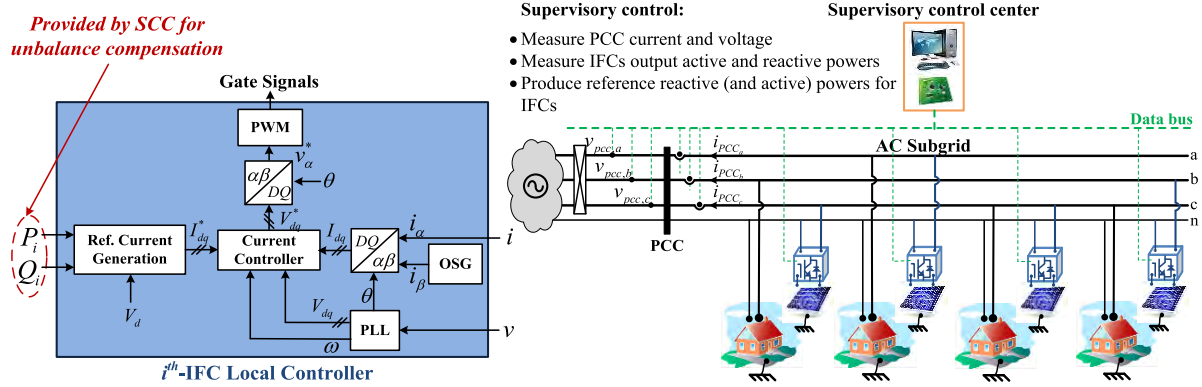 Provided by SCC for
unbalance compensation
Gate Signals
PWM
v*α
αβ
DQ
θ
V*dq
Pi
Qi
Ref. Current
Generation
I*dq
Current
Controller
Idq
DQ
αβ
iα
i
OSG
iβ
θ
Vd
Vdq
PLL
v
ω
ith-IFC Local Controller
Supervisory control:
• Measure PCC current and voltage
• Measure IFCs output active and reactive powers
• Produce reference reactive (and active) powers for
IFCs
Supervisory control center
Data bus
AC Subgrid
vpcc,a
iPCCa
a
vpcc,b
iPCCb
b
vpcc,c
iPCCc
c
n
PCC